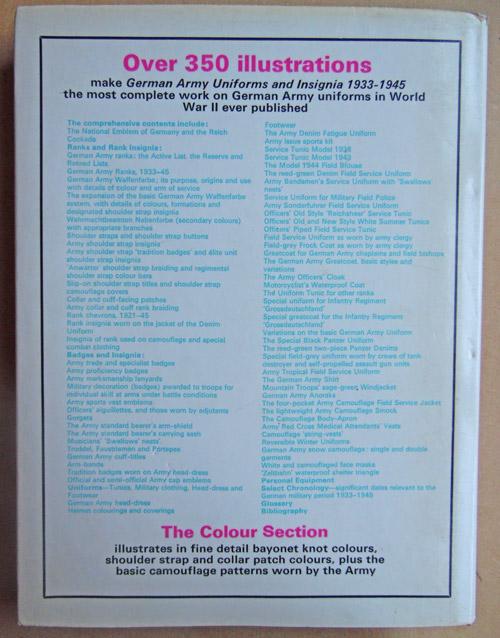 Over 350 illustrations
make German Army Uniforms and Insignia 1933-1945
the most complete work on German Army uniforms in World
War II ever published
The comprehensive contents include:
The National Emblem of Germany and the Reich
Cockade
Ranks and Rank Insignia:
German Army ranks: the Active List, the Reserve and
Retired Lists
German Army Ranks, 1933-45
German Army Waffenfarbe; its purpose, origins and use
with details of colour and arm of service
The expansion of the basic German Army Waffenfarbe
system, with details of colours, formations and
designated shoulder strap insignia
Wehrmachtbeamten Nebenfarbe (secondary colours)
with appropriate branches
Shoulder straps and shoulder strap buttons
Army shoulder strap insignia
Army shoulder strap 'tradition badges' and élite unit
shoulder strap insignia
'Anwärter' shoulder strap braiding and regimental
shoulder strap colour bars
Slip-on shoulder strap titles and shoulder strap
camouflage covers
Collar and cuff-facing patches
Army collar and cuff rank braiding
Rank chevrons, 1921-45
Rank insignia worn on the jacket of the Denim
Uniform
Insignia of rank used on camouflage and special
combat clothing
Badges and Insignia:
Army trade and specialist badges
Army proficiency badges
Army marksmanship lanyards
Military decoration (badges) awarded to troops for
individual skill at arms under battle conditions
Army sports vest emblems
Officers' aiguillettes, and those worn by adjutants
Gorgets
The Army standard bearer's arm-shield
The Army standard bearer's carrying sash
Musicians' 'Swallows' nests'.
Troddel, Faustriemen and Portepee
German Army cuff-titles
Arm-bands
Tradition badges worn on Army head-dress
Official and semi-official Army cap emblems
Uniforms—Tunics, Military clothing, Head-dress and
Footwear
German Army head-dress
Helmet colourings and coverings
Footwear
The Army Denim Fatigue Uniform
Army issue sports kit
Service Tunic Model 1936
Service Tunic Model 1943
The Model 1944 Field Blouse
The reed-green Denim Field Service Uniform
Army Bandsmen's Service Uniform with 'Swallows'
nests'
Service Uniform for Military Field Police
Army Sonderführer Field Service Uniform
Officers' Old Style 'Reichsheer' Service Tunic
Officers' Old and New Style White Summer Tunics
Officers' Piped Field Service Tunic
Field Service Uniform as worn by army clergy
Field-grey Frock Coat as worn by army clergy
Greatcoat for German Army chaplains and field bishops
The German Army Greatcoat, basic styles and
variations
The Army Officers' Cloak
Motorcyclist's Waterproof Coat
The Uniform Tunic for other ranks
Special uniform for Infantry Regiment
'Grossdeutschland'
Special greatcoat for the Infantry Regiment
'Grossdeutschland'
Variations on the basic German Army Uniform
The Special Black Panzer Uniform
The reed-green two-piece Panzer Denims
Special field-grey uniform worn by crews of tank
destroyer and self-propelled assault gun units
Army Tropical Field Service Uniform
The German Army Shirt
Mountain Troops' sage-green Windjacket
German Army Anoraks
The four-pocket Army Camouflage Field Service Jacket
The lightweight Army Camouflage Smock
The Camouflage Body-Apron
Army Red Cross Medical Attendants' Vests
Camouflage 'string-vests'
Reversible Winter Uniforms
German Army snow camouflage: single and double
garments
White and camouflaged face masks
'Zeltbahn' waterproof shelter triangle
Personal Equipment
Select Chronology—significant dates relevant to the
German military period 1933-1945
Glossary
Bibliography
The Colour Section
illustrates in fine detail bayonet knot colours,
shoulder strap and collar patch colours, plus the
basic camouflage patterns worn by the Army